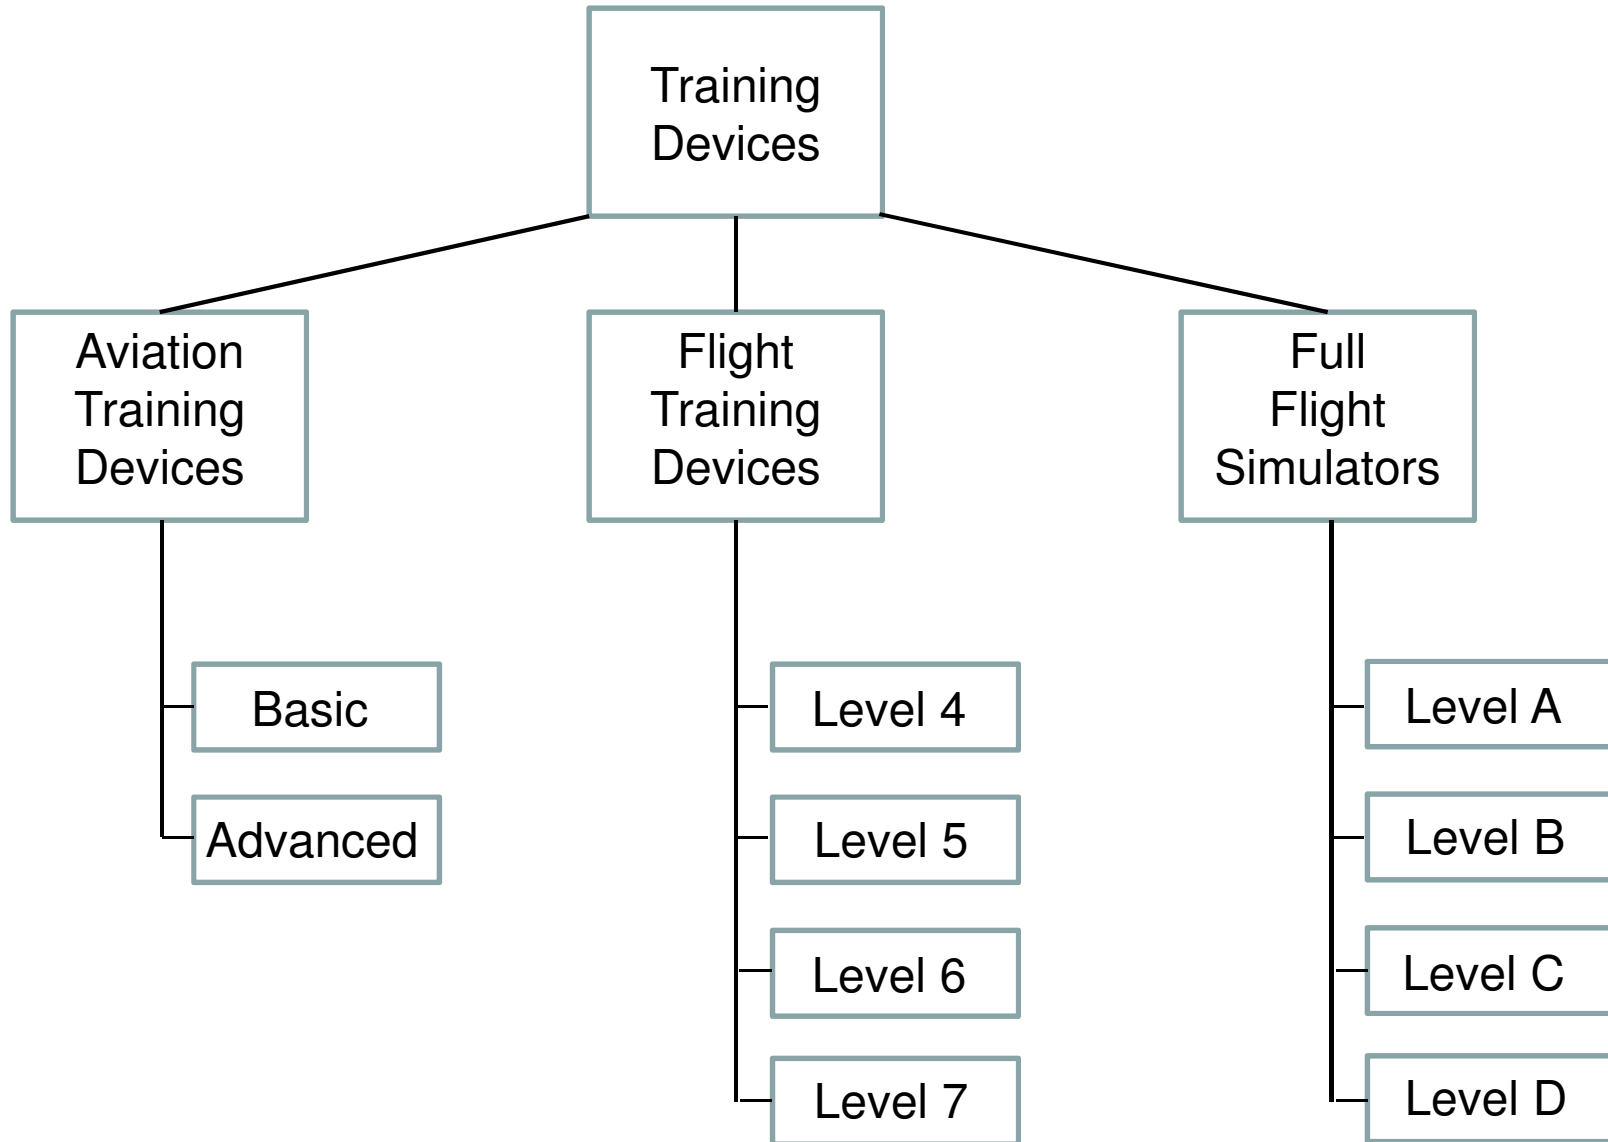 Training
Devices
Aviation
Training
Devices
Flight
Training
Devices
Full
Flight
Simulators
Basic
Advanced
Level 4
Level 5
Level 6
Level 7
Level A
Level B
Level C
Level D